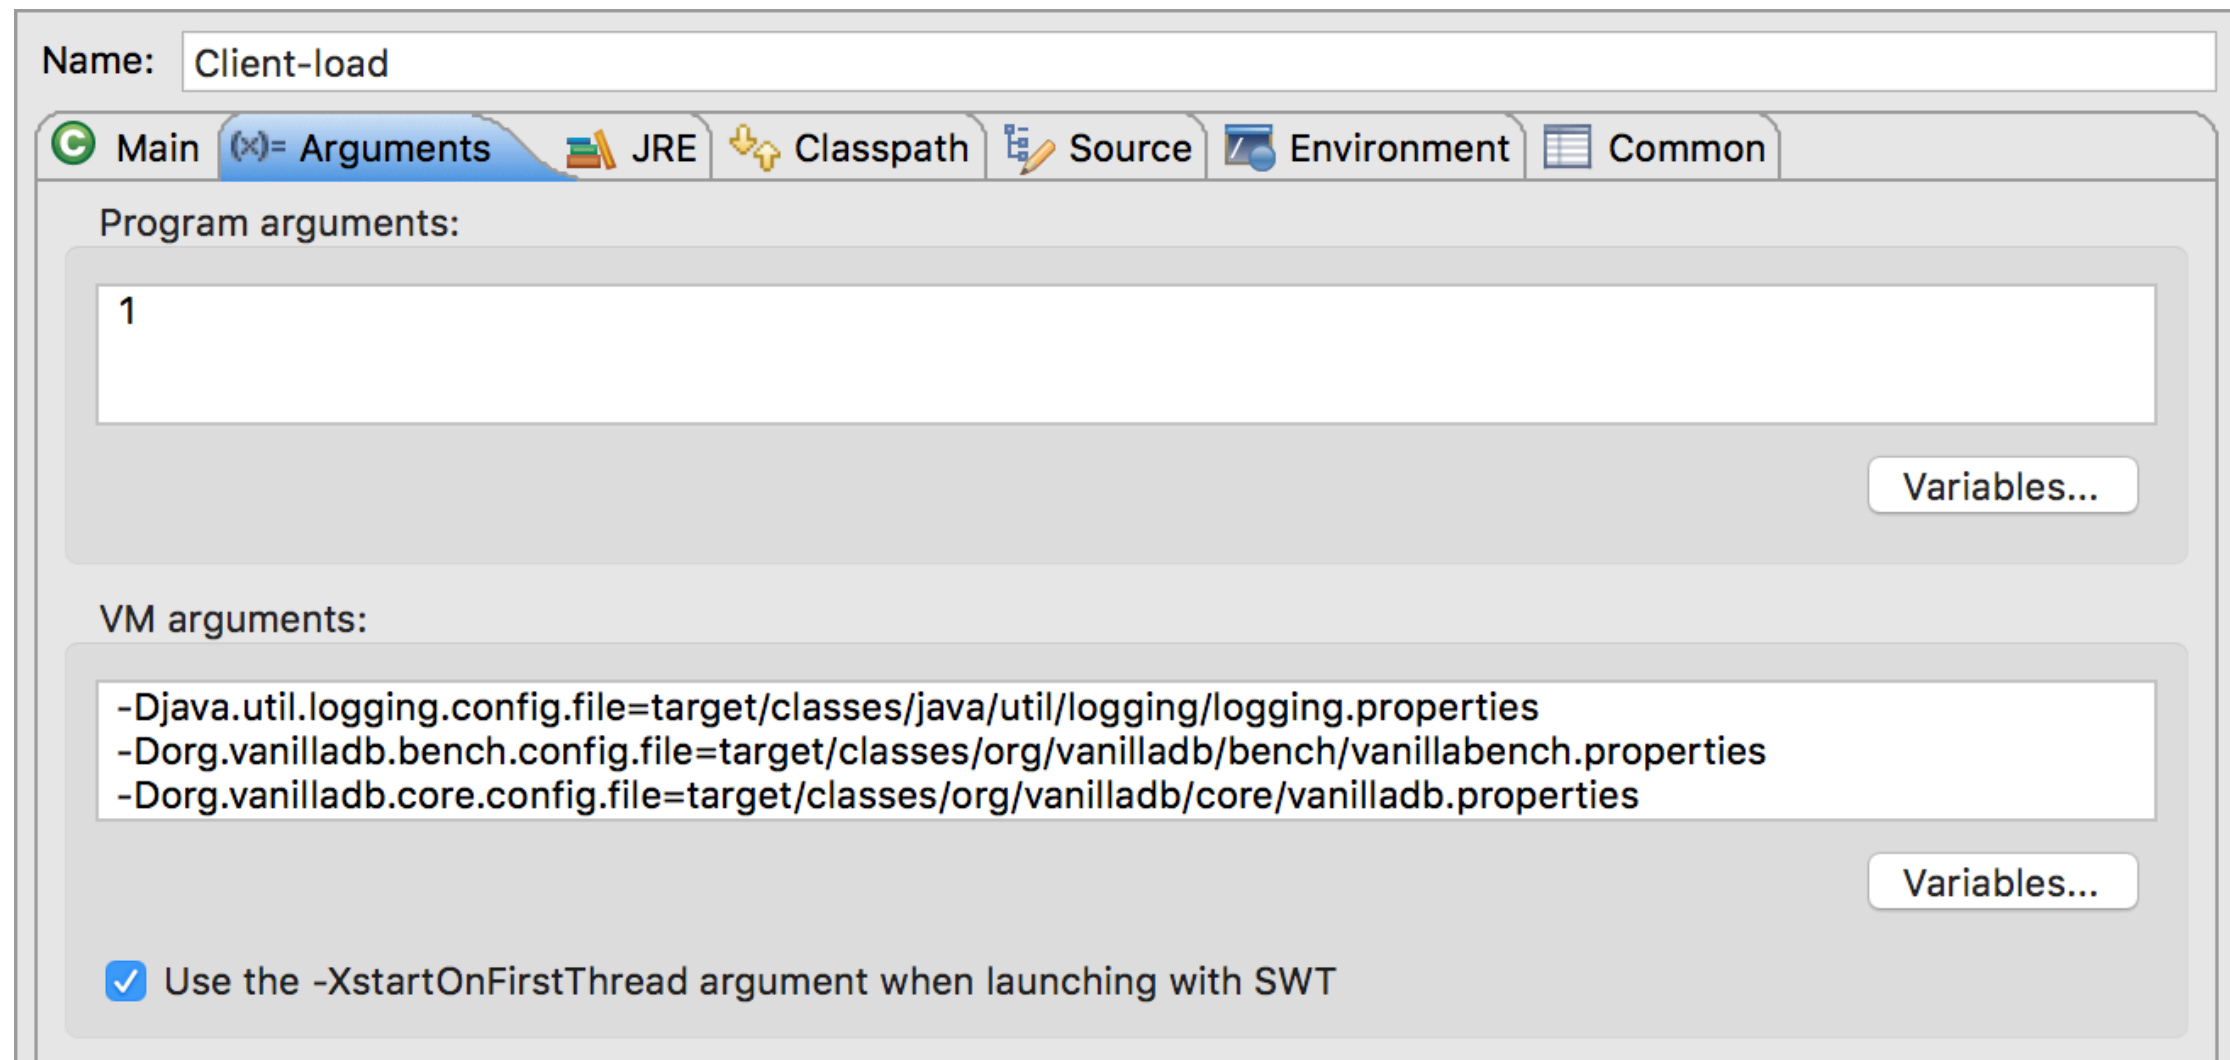 Name: Client-load
Main (x)= Arguments JRE Classpath Source Environment Common
Program arguments:
1
Variables...
VM arguments:
-Djava.util.logging.config.file=target/classes/java/util/logging/logging.properties
-Dorg.vanilladb.bench.config.file=target/classes/org/vanilladb/bench/vanillabench.properties
-Dorg.vanilladb.core.config.file=target/classes/org/vanilladb/core/vanilladb.properties
Variables...
Use the -XstartOnFirstThread argument when launching with SWT